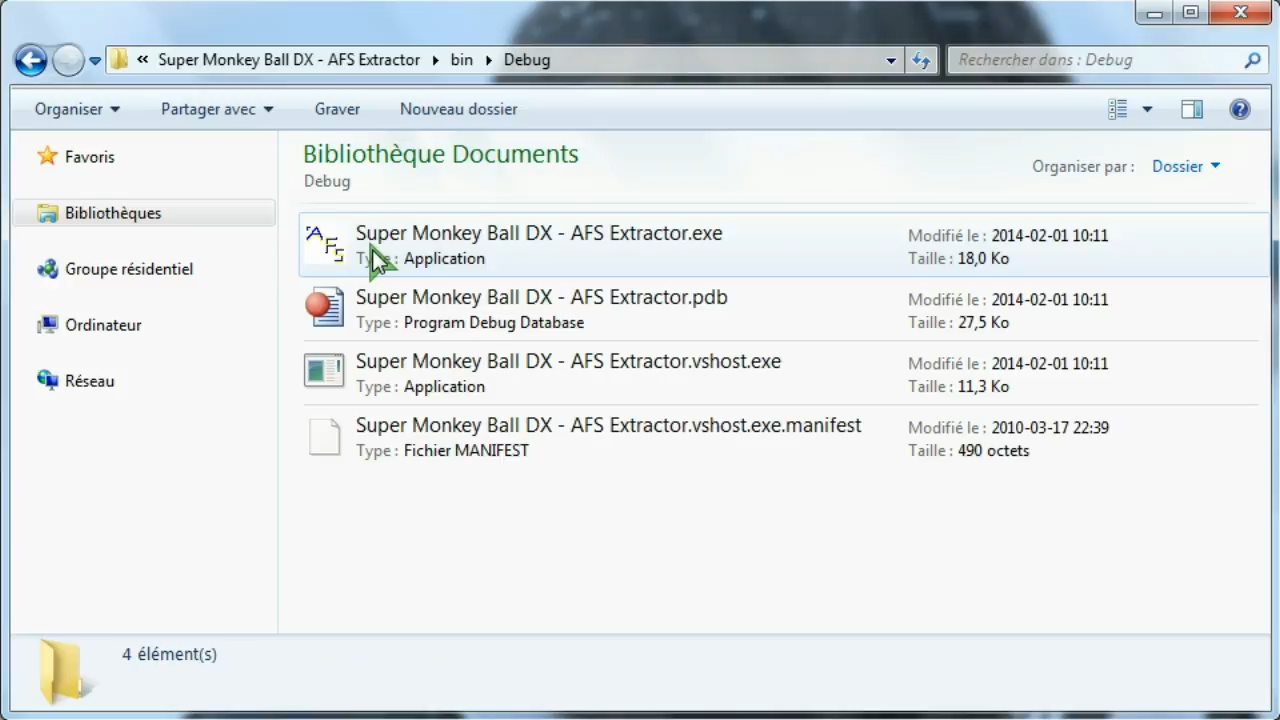 « Super Monkey Ball DX - AFS Extractor bin Debug
Rechercher dans : Debug
Organiser Partager avec Graver Nouveau dossier
Favoris
Bibliothèques
Groupe résidentiel
Ordinateur
Réseau
Bibliothèque Documents
Debug
Organiser par : Dossier
AFS
Super Monkey Ball DX - AFS Extractor.exe
Modifié le : 2014-02-01 10:11
Type : Application
Taille : 18,0 Ko
Super Monkey Ball DX - AFS Extractor.pdb
Modifié le : 2014-02-01 10:11
Type : Program Debug Database
Taille : 27,5 Ko
Super Monkey Ball DX - AFS Extractor.vshost.exe
Modifié le : 2014-02-01 10:11
Type : Application
Taille : 11,3 Ko
Super Monkey Ball DX - AFS Extractor.vshost.exe.manifest
Modifié le : 2010-03-17 22:39
Type : Fichier MANIFEST
Taille : 490 octets
4 élément(s)